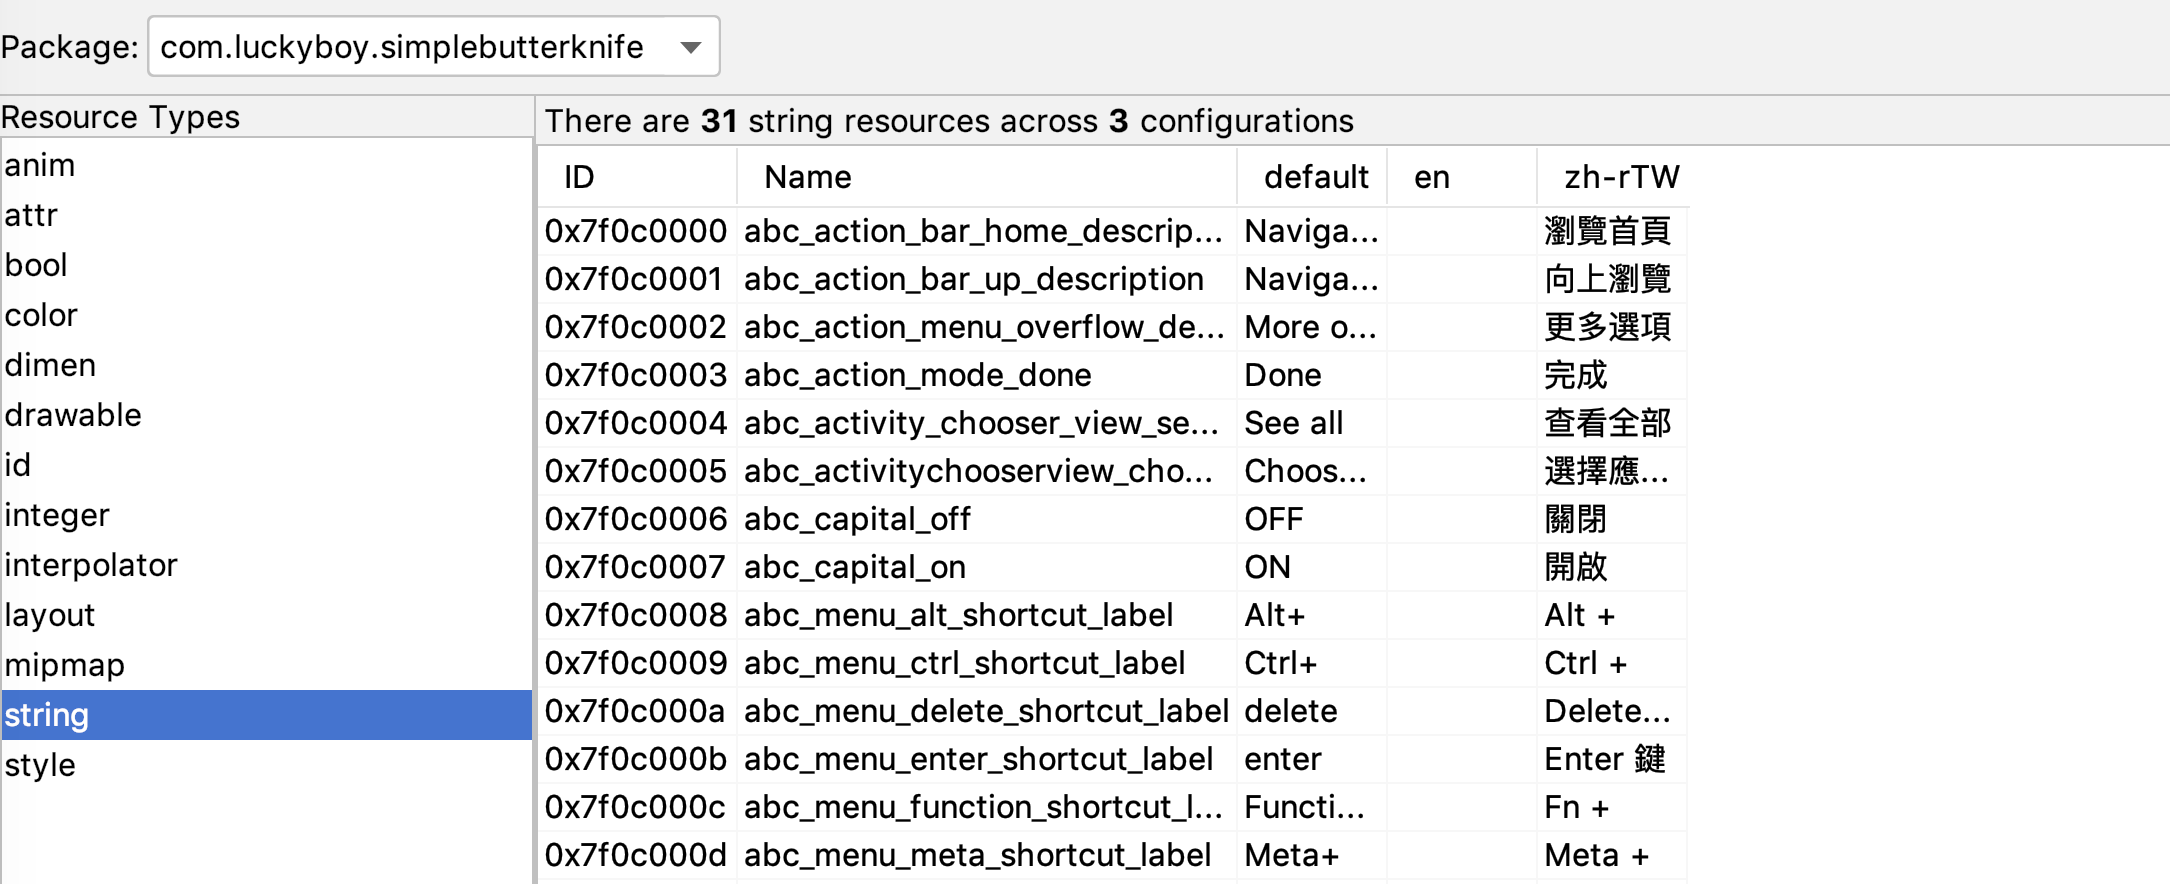 Package: com.luckyboy.simplebutterknife
Resource Types
anim
attr
bool
color
dimen
drawable
id
integer
interpolator
layout
mipmap
string
style
There are 31 string resources across 3 configurations
ID Name default en zh-rTW
0x7f0c0000 abc_action_bar_home_descrip... Naviga... 瀏覽首頁
0x7f0c0001 abc_action_bar_up_description Naviga... 向上瀏覽
0x7f0c0002 abc_action_menu_overflow_de... More o... 更多選項
0x7f0c0003 abc_action_mode_done Done 完成
0x7f0c0004 abc_activity_chooser_view_se... See all 查看全部
0x7f0c0005 abc_activitychooserview_cho... Choos... 選擇應...
0x7f0c0006 abc_capital_off OFF 關閉
0x7f0c0007 abc_capital_on ON 開啟
0x7f0c0008 abc_menu_alt_shortcut_label Alt+ Alt +
0x7f0c0009 abc_menu_ctrl_shortcut_label Ctrl+ Ctrl +
0x7f0c000a abc_menu_delete_shortcut_label delete Delete...
0x7f0c000b abc_menu_enter_shortcut_label enter Enter 鍵
0x7f0c000c abc_menu_function_shortcut_l... Functi... Fn +
0x7f0c000d abc_menu_meta_shortcut_label Meta+ Meta +